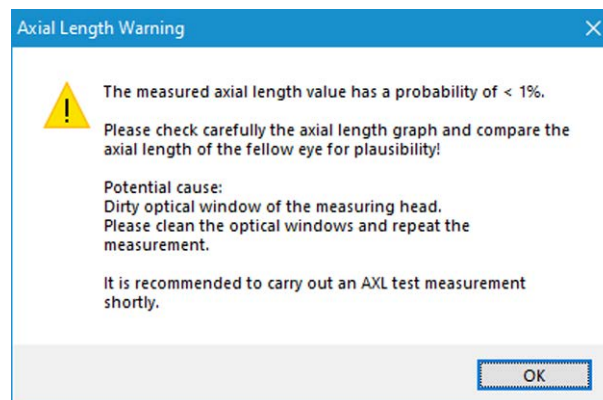 Axial Length Warning
The measured axial length value has a probability of < 1%.
Please check carefully the axial length graph and compare the
axial length of the fellow eye for plausibility!
Potential cause:
Dirty optical window of the measuring head.
Please clean the optical windows and repeat the
measurement.
It is recommended to carry out an AXL test measurement
shortly.
OK